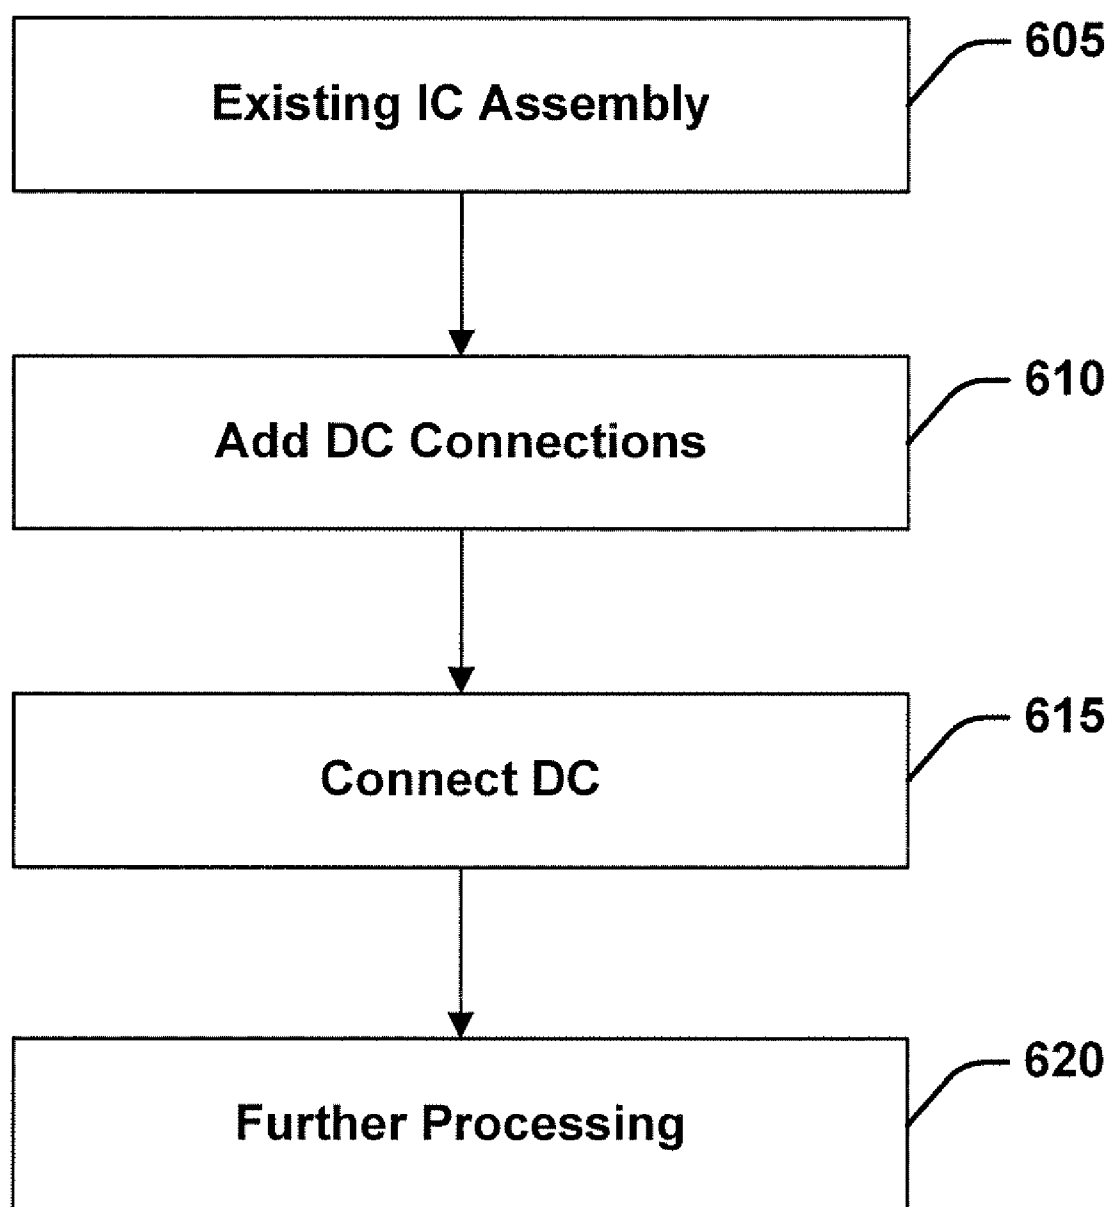 605
Existing IC Assembly
610
Add DC Connections
615
Connect DC
620
Further Processing